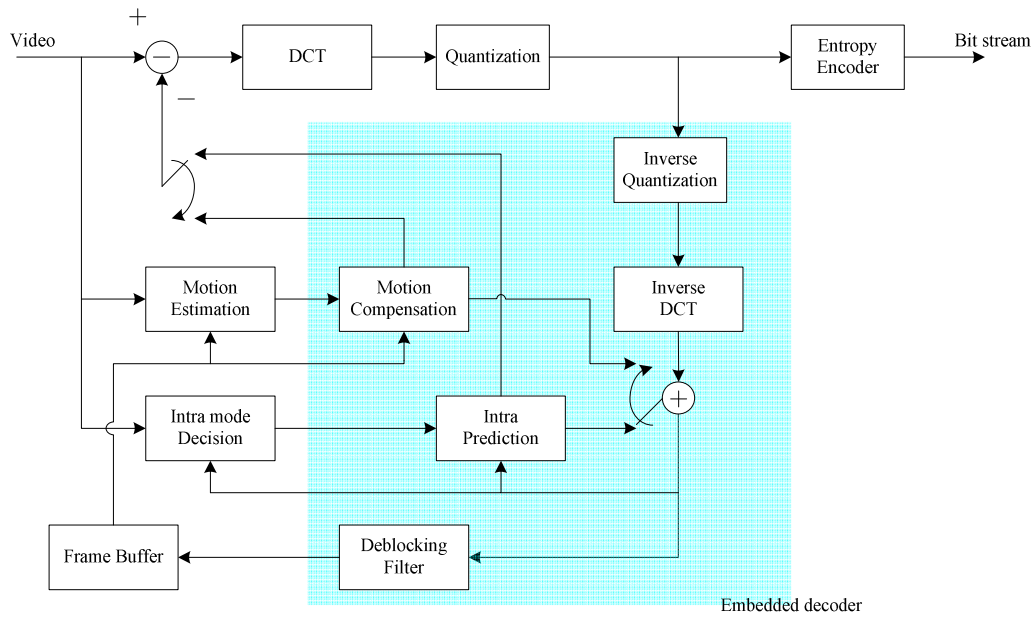 +
Video
−
DCT
Quantization
Entropy
Encoder
Bit stream
−
Inverse
Quantization
Motion
Estimation
Motion
Compensation
Inverse
DCT
+
Intra mode
Decision
Intra
Prediction
Frame Buffer
Deblocking
Filter
Embedded decoder